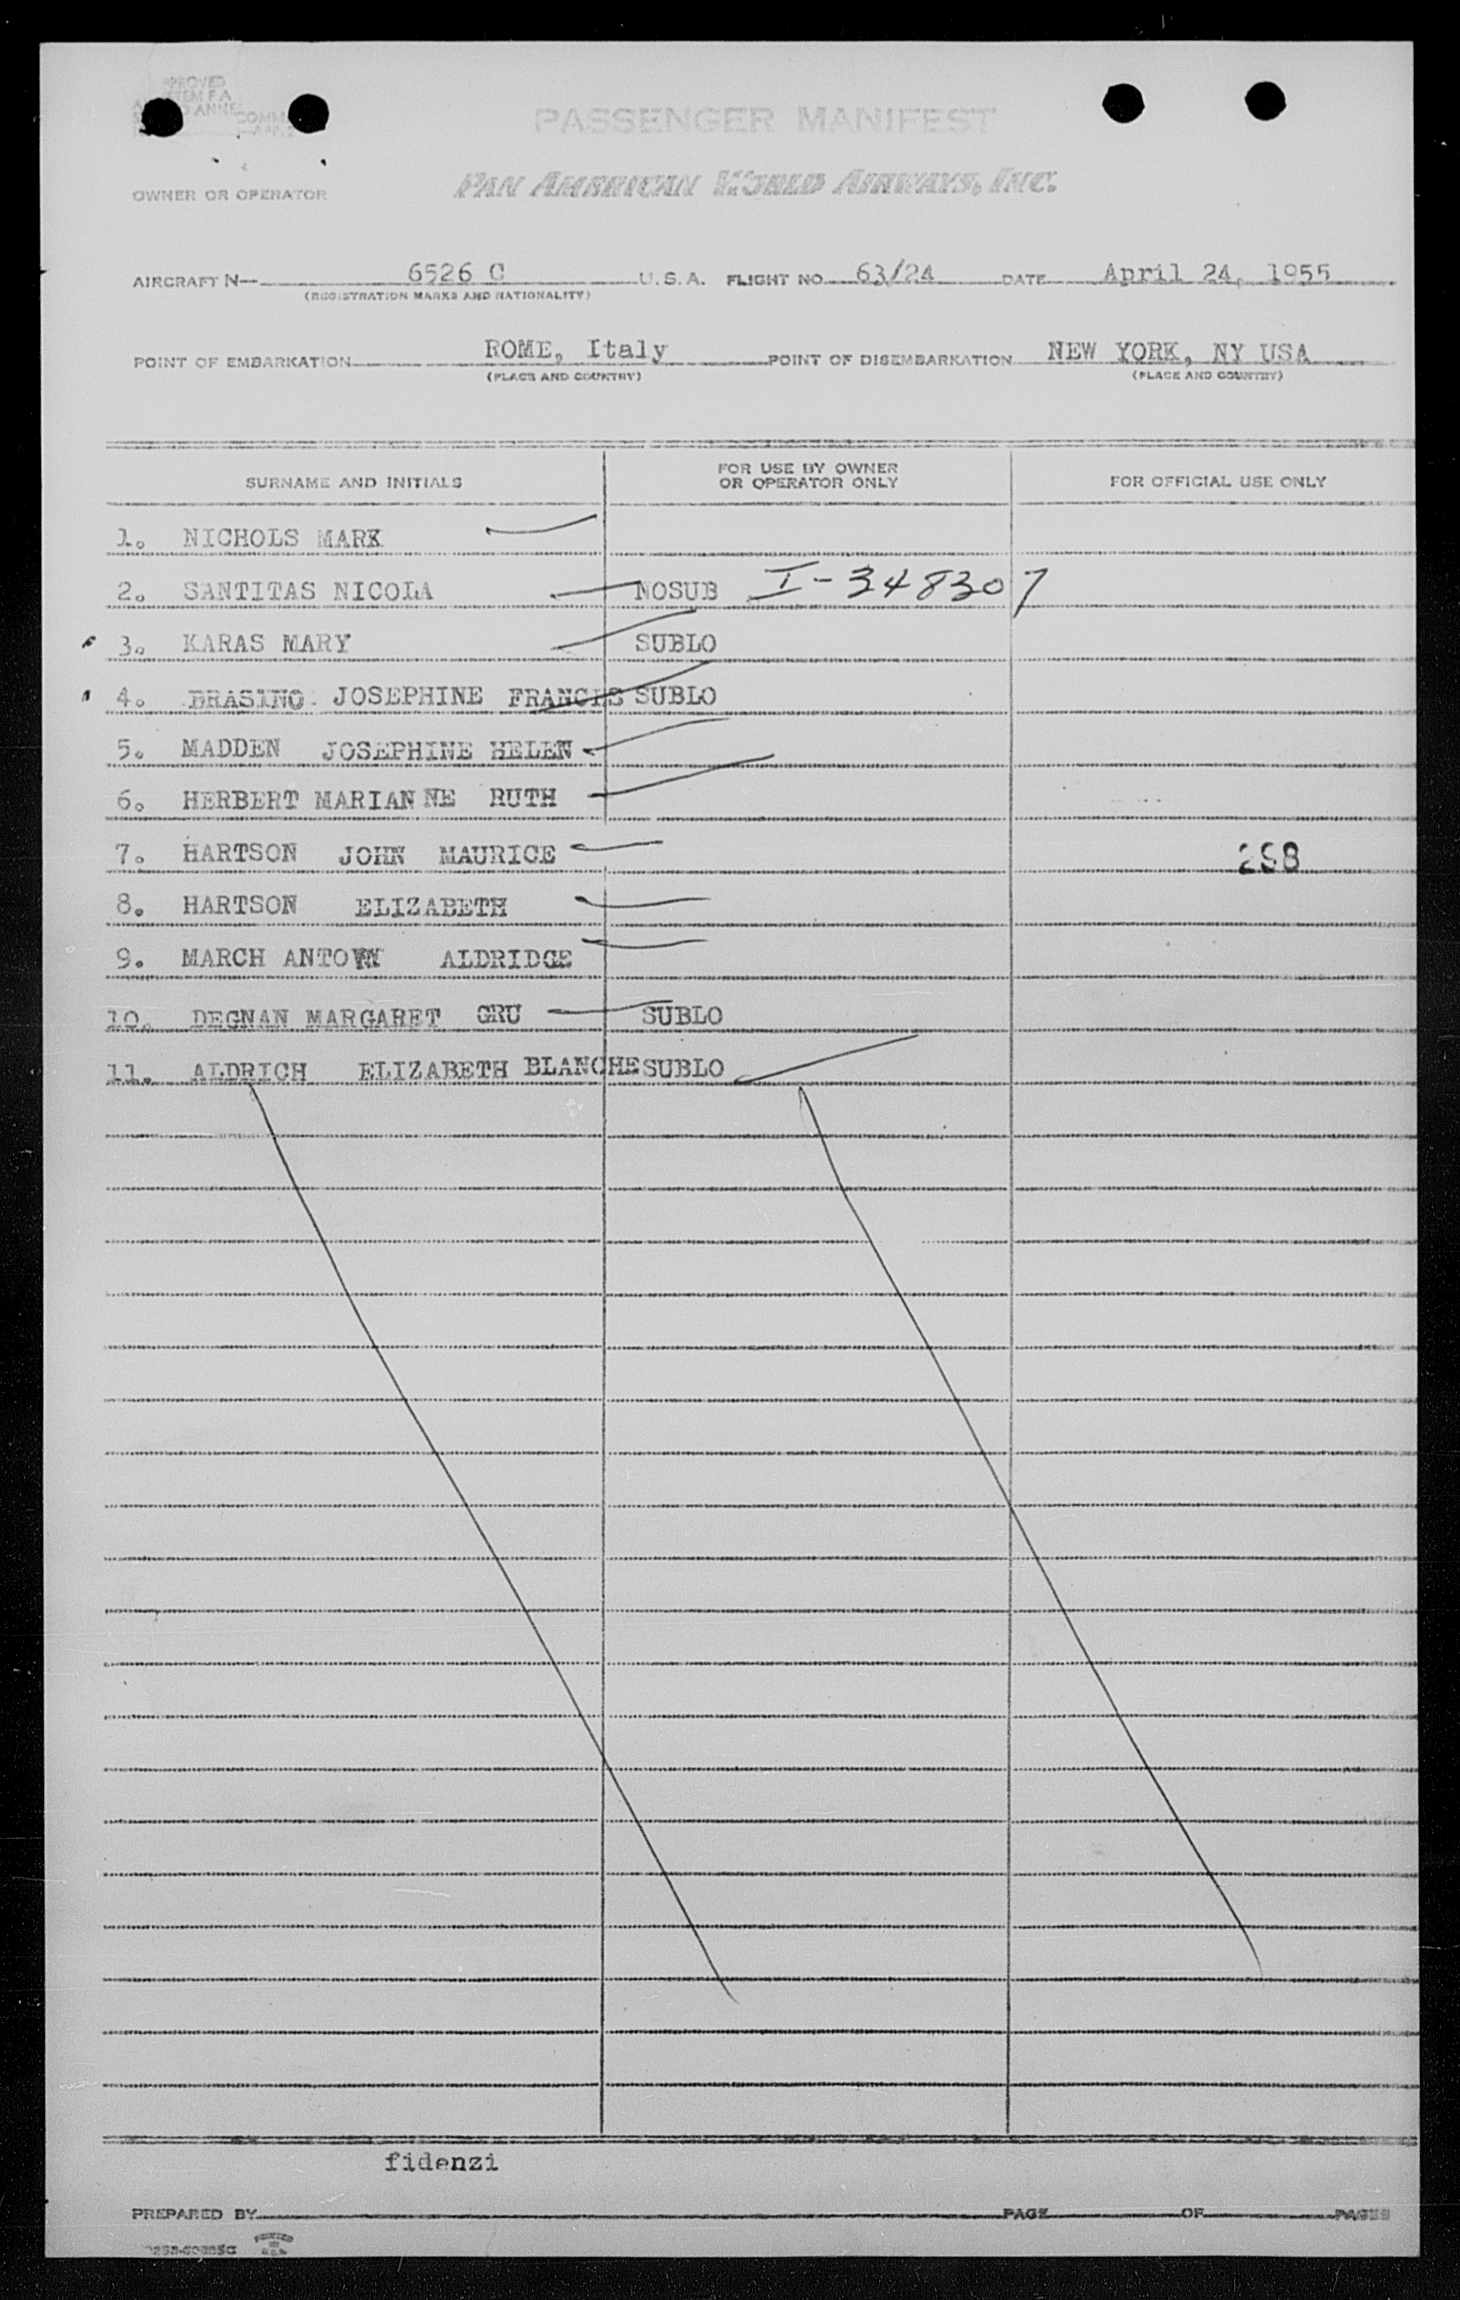 PASSENGER MANIFEST
OWNER OR OPERATOR PAN AMERICAN WORLD AIRWAYS, INC.
AIRCRAFT N— 6526 C U.S.A. FLIGHT NO. 63/24 DATE April 24, 1955
(REGISTRATION MARKS AND NATIONALITY)
POINT OF EMBARKATION ROME, Italy POINT OF DISEMBARKATION NEW YORK, NY USA
(PLACE AND COUNTRY) (PLACE AND COUNTRY)
SURNAME AND INITIALS FOR USE BY OWNER OR OPERATOR ONLY FOR OFFICIAL USE ONLY
1. NICHOLS MARK
2. SANTITAS NICOLA NOSUB I-348307
3. KARAS MARY SUBLO
4. BRASINO JOSEPHINE FRANCES SUBLO
5. MADDEN JOSEPHINE HELEN
6. HERBERT MARIANNE RUTH
7. HARTSON JOHN MAURICE 298
8. HARTSON ELIZABETH
9. MARCH ANTONY ALDRIDGE
10. DEGNAN MARGARET GRU SUBLO
11. ALDRICH ELIZABETH BLANCHE SUBLO
fidenzi
PREPARED BY PAGE OF PAGES